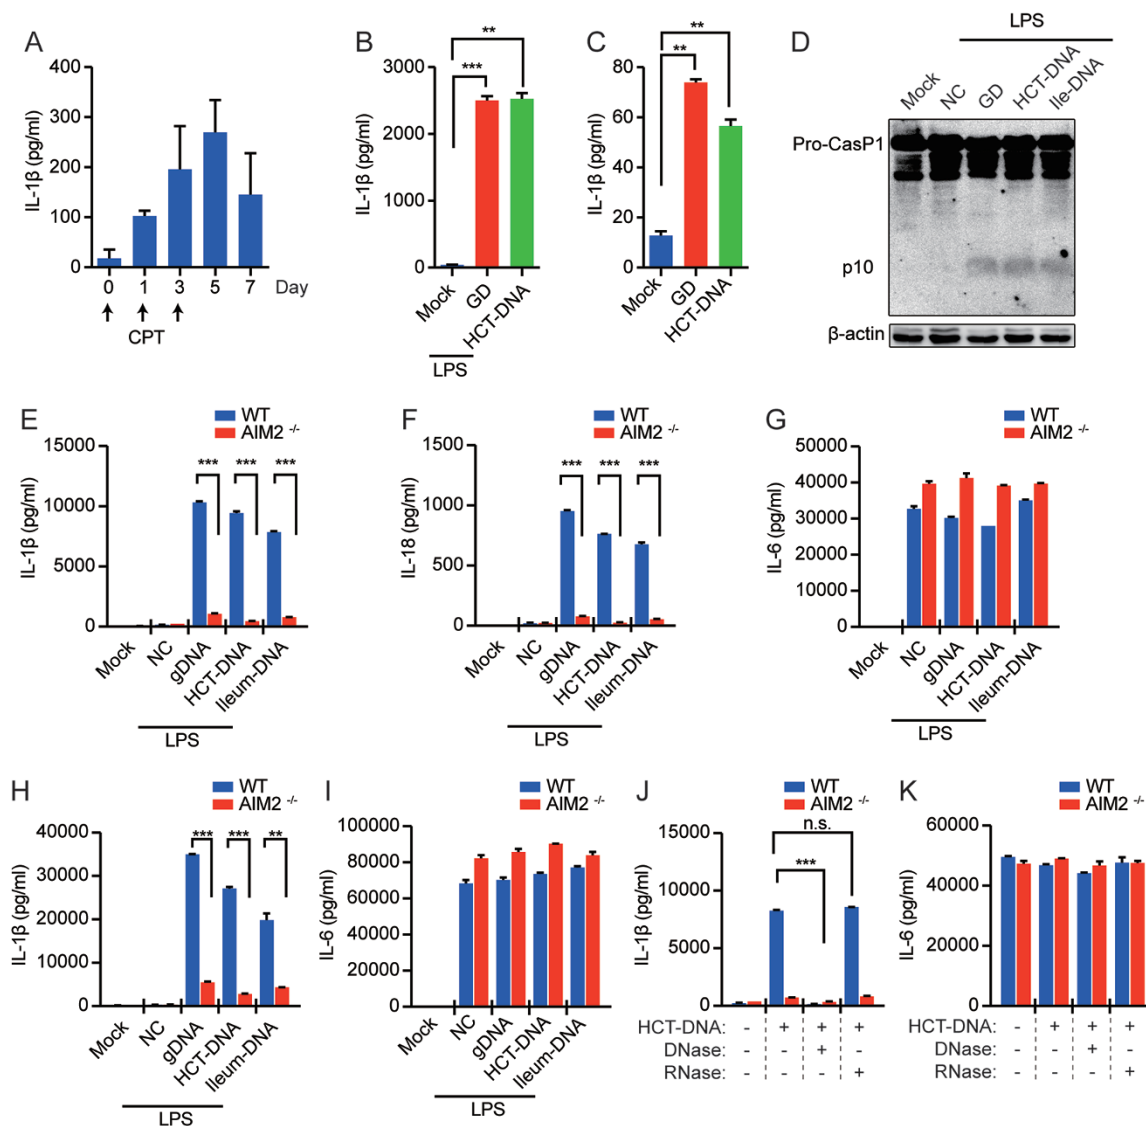 A
IL-1β (pg/ml)
400
300
200
100
0
0 1 3 5 7 Day
CPT
B
** 
***
IL-1β (pg/ml)
3000
2000
1000
0
Mock
GD
HCT-DNA
LPS
C
**
**
IL-1β (pg/ml)
80
60
40
20
0
Mock
GD
HCT-DNA
D
LPS
Mock
NC
GD
HCT-DNA
Ile-DNA
Pro-CasP1
p10
β-actin
E
WT
AIM2 -/-
IL-1β (pg/ml)
15000
10000
5000
0
*** *** ***
Mock
NC
gDNA
HCT-DNA
Ileum-DNA
LPS
F
WT
AIM2 -/-
IL-18 (pg/ml)
1500
1000
500
0
*** *** ***
Mock
NC
gDNA
HCT-DNA
Ileum-DNA
LPS
G
WT
AIM2 -/-
IL-6 (pg/ml)
50000
40000
30000
20000
10000
0
Mock
NC
gDNA
HCT-DNA
Ileum-DNA
LPS
H
WT
AIM2 -/-
IL-1β (pg/ml)
40000
30000
20000
10000
0
*** *** **
Mock
NC
gDNA
HCT-DNA
Ileum-DNA
LPS
I
WT
AIM2 -/-
IL-6 (pg/ml)
100000
80000
60000
40000
20000
0
Mock
NC
gDNA
HCT-DNA
Ileum-DNA
LPS
J
WT
AIM2 -/-
n.s.
***
IL-1β (pg/ml)
15000
10000
5000
0
HCT-DNA: - + + +
DNase: - - + -
RNase: - - - +
K
WT
AIM2 -/-
IL-6 (pg/ml)
60000
40000
20000
0
HCT-DNA: - + + +
DNase: - - + -
RNase: - - - +